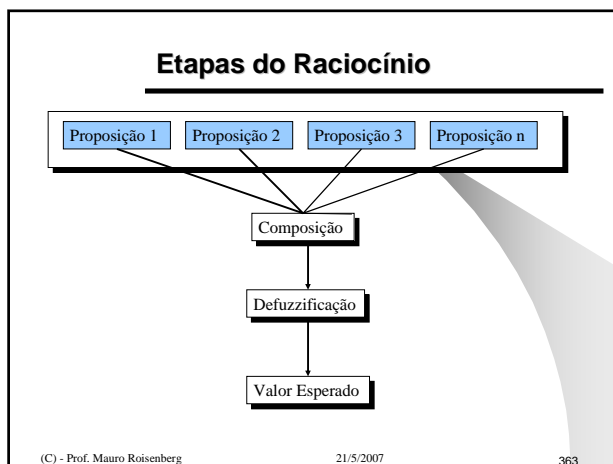 Etapas do Raciocínio
Proposição 1 Proposição 2 Proposição 3 Proposição n
Composição
Defuzzificação
Valor Esperado
(C) - Prof. Mauro Roisenberg 21/5/2007 363